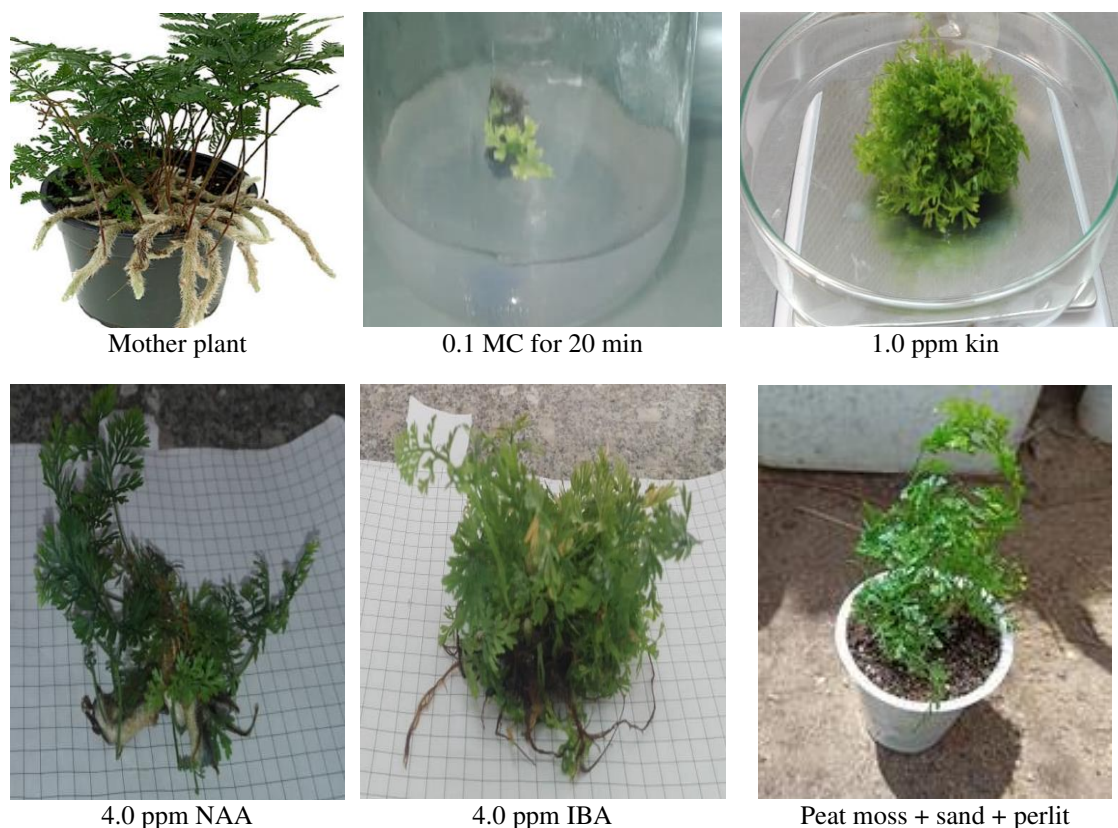 Mother plant
0.1 MC for 20 min
1.0 ppm kin
4.0 ppm NAA
4.0 ppm IBA
Peat moss + sand + perlit